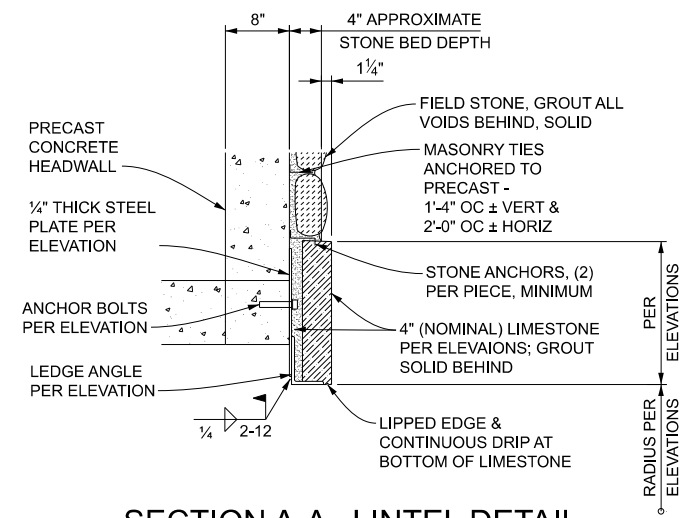 8"
4" APPROXIMATE
STONE BED DEPTH
1¼"
PRECAST
CONCRETE
HEADWALL
¼" THICK STEEL
PLATE PER
ELEVATION
ANCHOR BOLTS
PER ELEVATION
LEDGE ANGLE
PER ELEVATION
¼
2-12
FIELD STONE, GROUT ALL
VOIDS BEHIND, SOLID
MASONRY TIES
ANCHORED TO
PRECAST -
1'-4" OC ± VERT &
2'-0" OC ± HORIZ
STONE ANCHORS, (2)
PER PIECE, MINIMUM
4" (NOMINAL) LIMESTONE
PER ELEVAIONS; GROUT
SOLID BEHIND
LIPPED EDGE &
CONTINUOUS DRIP AT
BOTTOM OF LIMESTONE
PER
ELEVATIONS
RADIUS PER
ELEVATIONS
SECTION A-A - LINTEL DETAIL